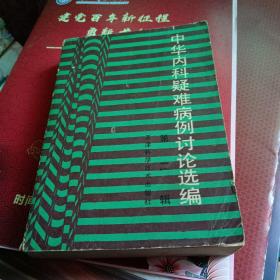 建党百年新征程
中华内科疑难病例讨论选编
第二辑
天津科学技术出版社
时间